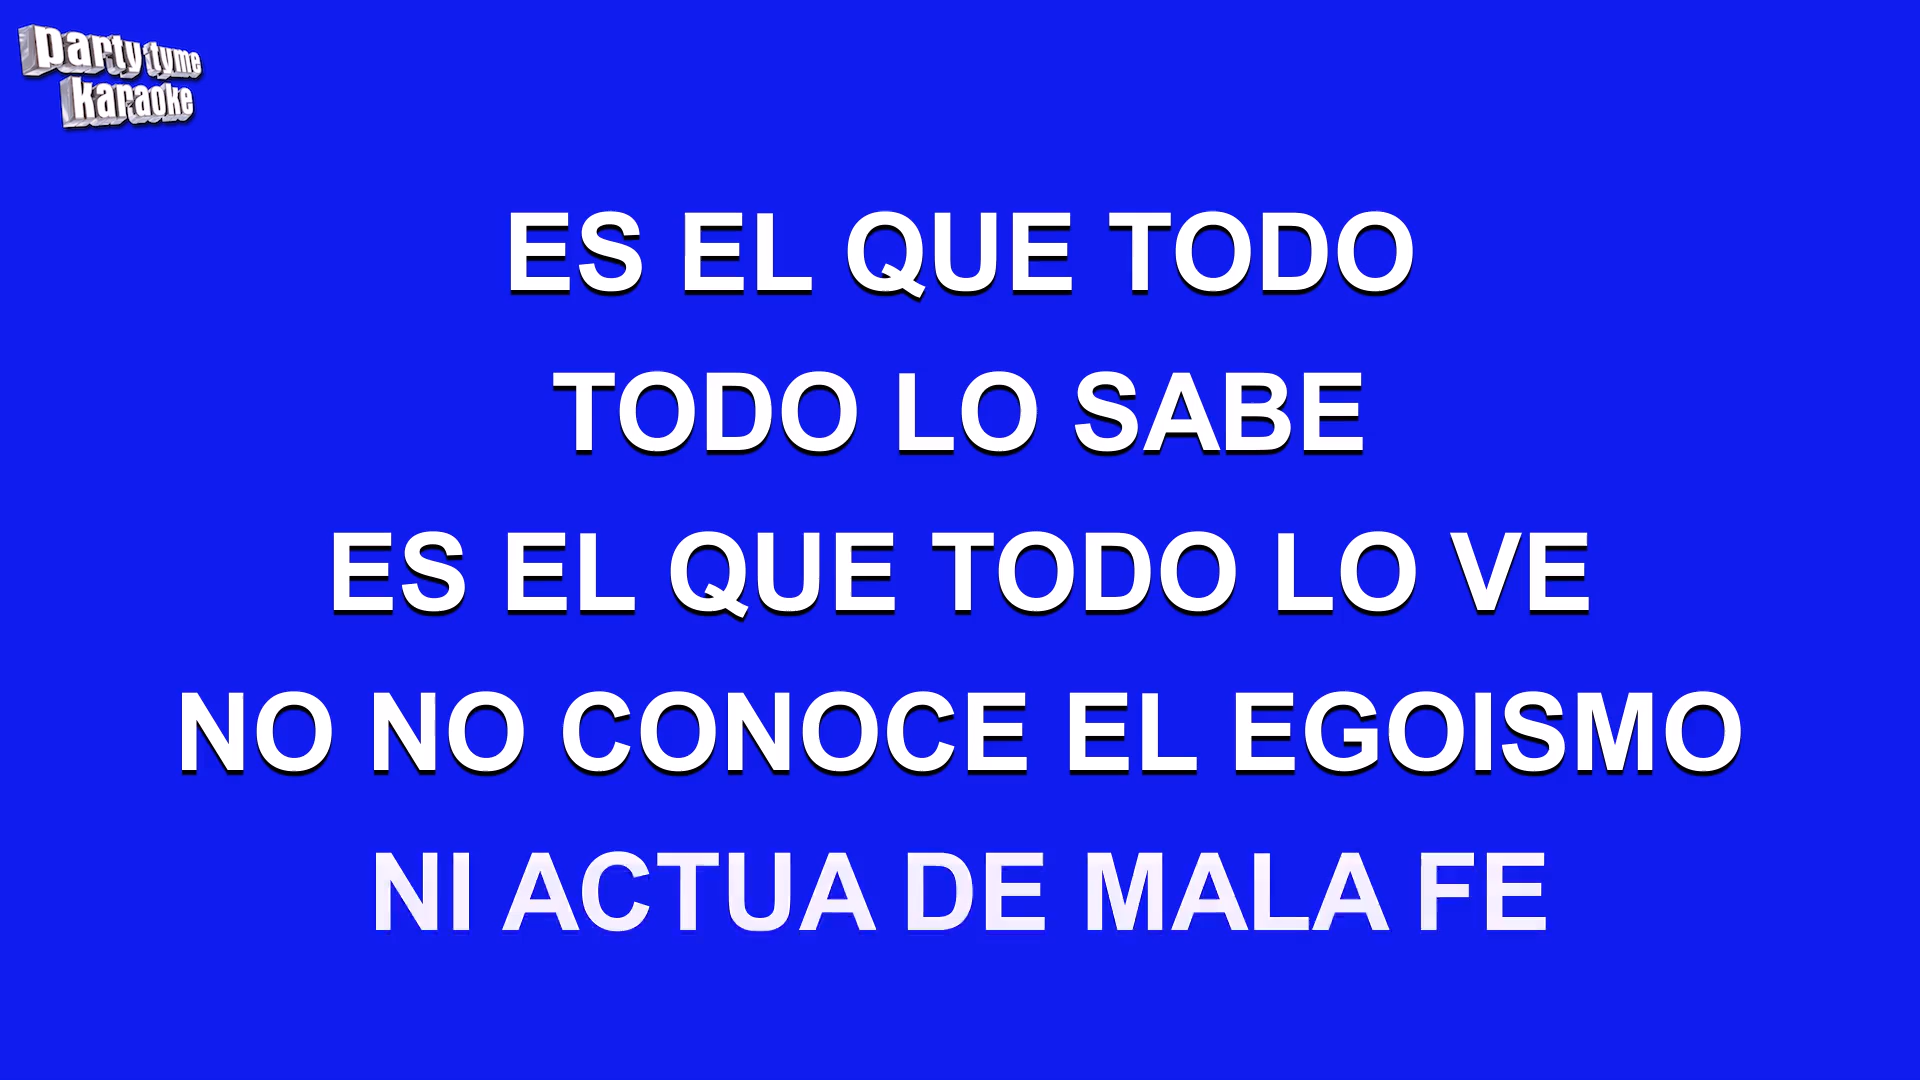 party tyme
karaoke
ES EL QUE TODO
TODO LO SABE
ES EL QUE TODO LO VE
NO NO CONOCE EL EGOISMO
NI ACTUA DE MALA FE